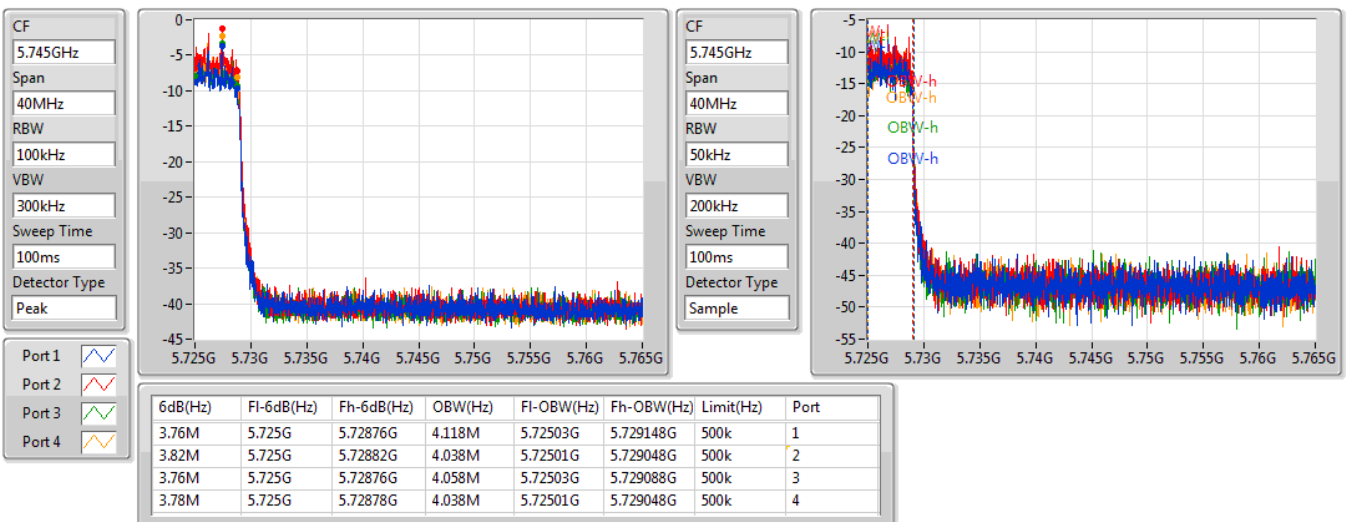 CF
5.745GHz
Span
40MHz
RBW
100kHz
VBW
300kHz
Sweep Time
100ms
Detector Type
Peak
0
-5
-10
-15
-20
-25
-30
-35
-40
-45
5.725G 5.73G 5.735G 5.74G 5.745G 5.75G 5.755G 5.76G 5.765G
CF
5.745GHz
Span
40MHz
RBW
50kHz
VBW
200kHz
Sweep Time
100ms
Detector Type
Sample
-5
-10
-15
-20
-25
-30
-35
-40
-45
-50
-55
OBW-h
OBW-h
OBW-h
OBW-h
5.725G 5.73G 5.735G 5.74G 5.745G 5.75G 5.755G 5.76G 5.765G
Port 1
Port 2
Port 3
Port 4
6dB(Hz) Fl-6dB(Hz) Fh-6dB(Hz) OBW(Hz) Fl-OBW(Hz) Fh-OBW(Hz) Limit(Hz) Port
3.76M 5.725G 5.72876G 4.118M 5.72503G 5.729148G 500k 1
3.82M 5.725G 5.72882G 4.038M 5.72501G 5.729048G 500k 2
3.76M 5.725G 5.72876G 4.058M 5.72503G 5.729088G 500k 3
3.78M 5.725G 5.72878G 4.038M 5.72501G 5.729048G 500k 4